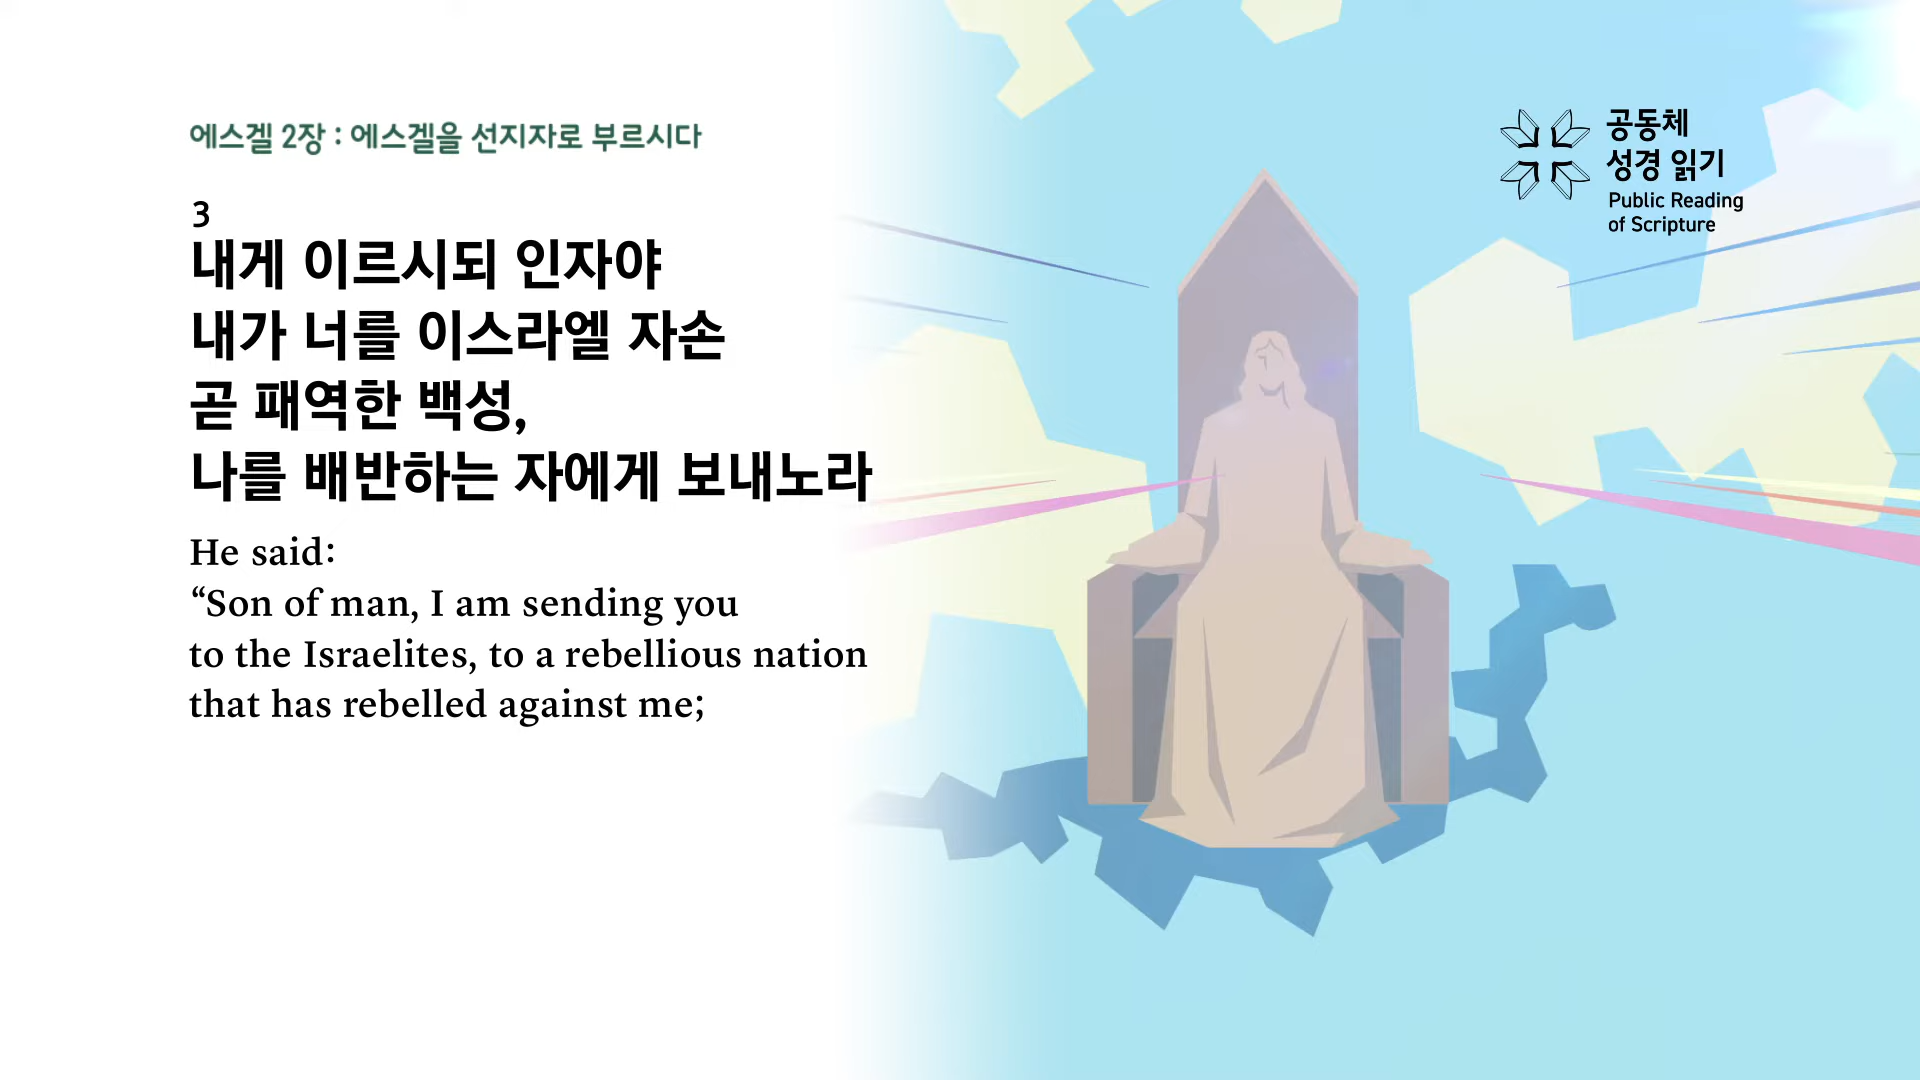 에스겔 2장 : 에스겔을 선지자로 부르시다
3
내게 이르시되 인자야
내가 너를 이스라엘 자손
곧 패역한 백성,
나를 배반하는 자에게 보내노라
He said:
“Son of man, I am sending you
to the Israelites, to a rebellious nation
that has rebelled against me;
공동체
성경 읽기
Public Reading
of Scripture